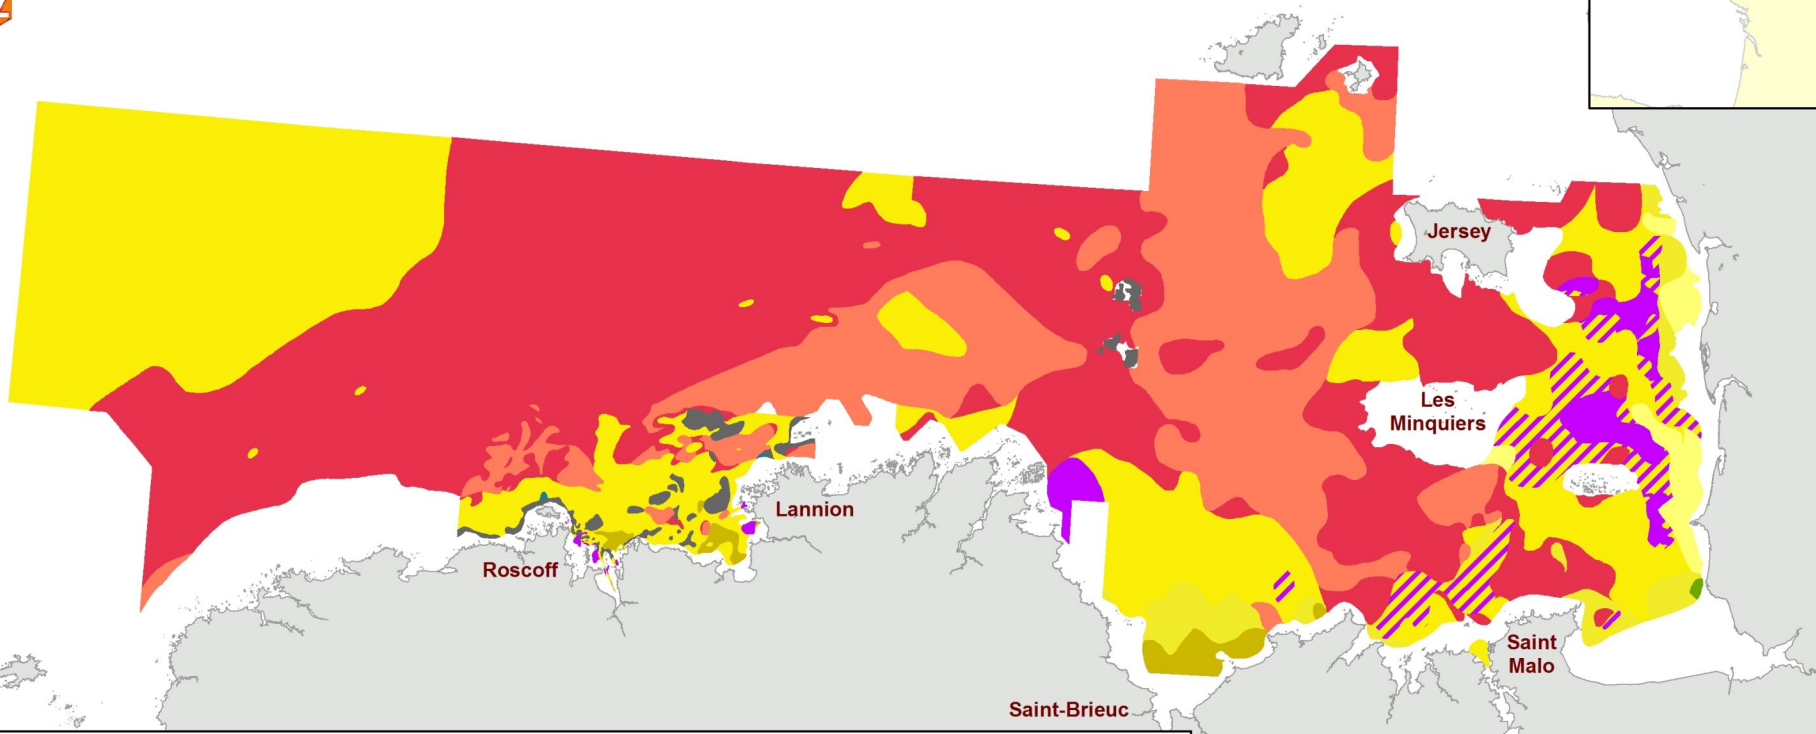 Jersey
Les
Minquiers
Lannion
Roscoff
Saint
Malo
Saint-Brieuc